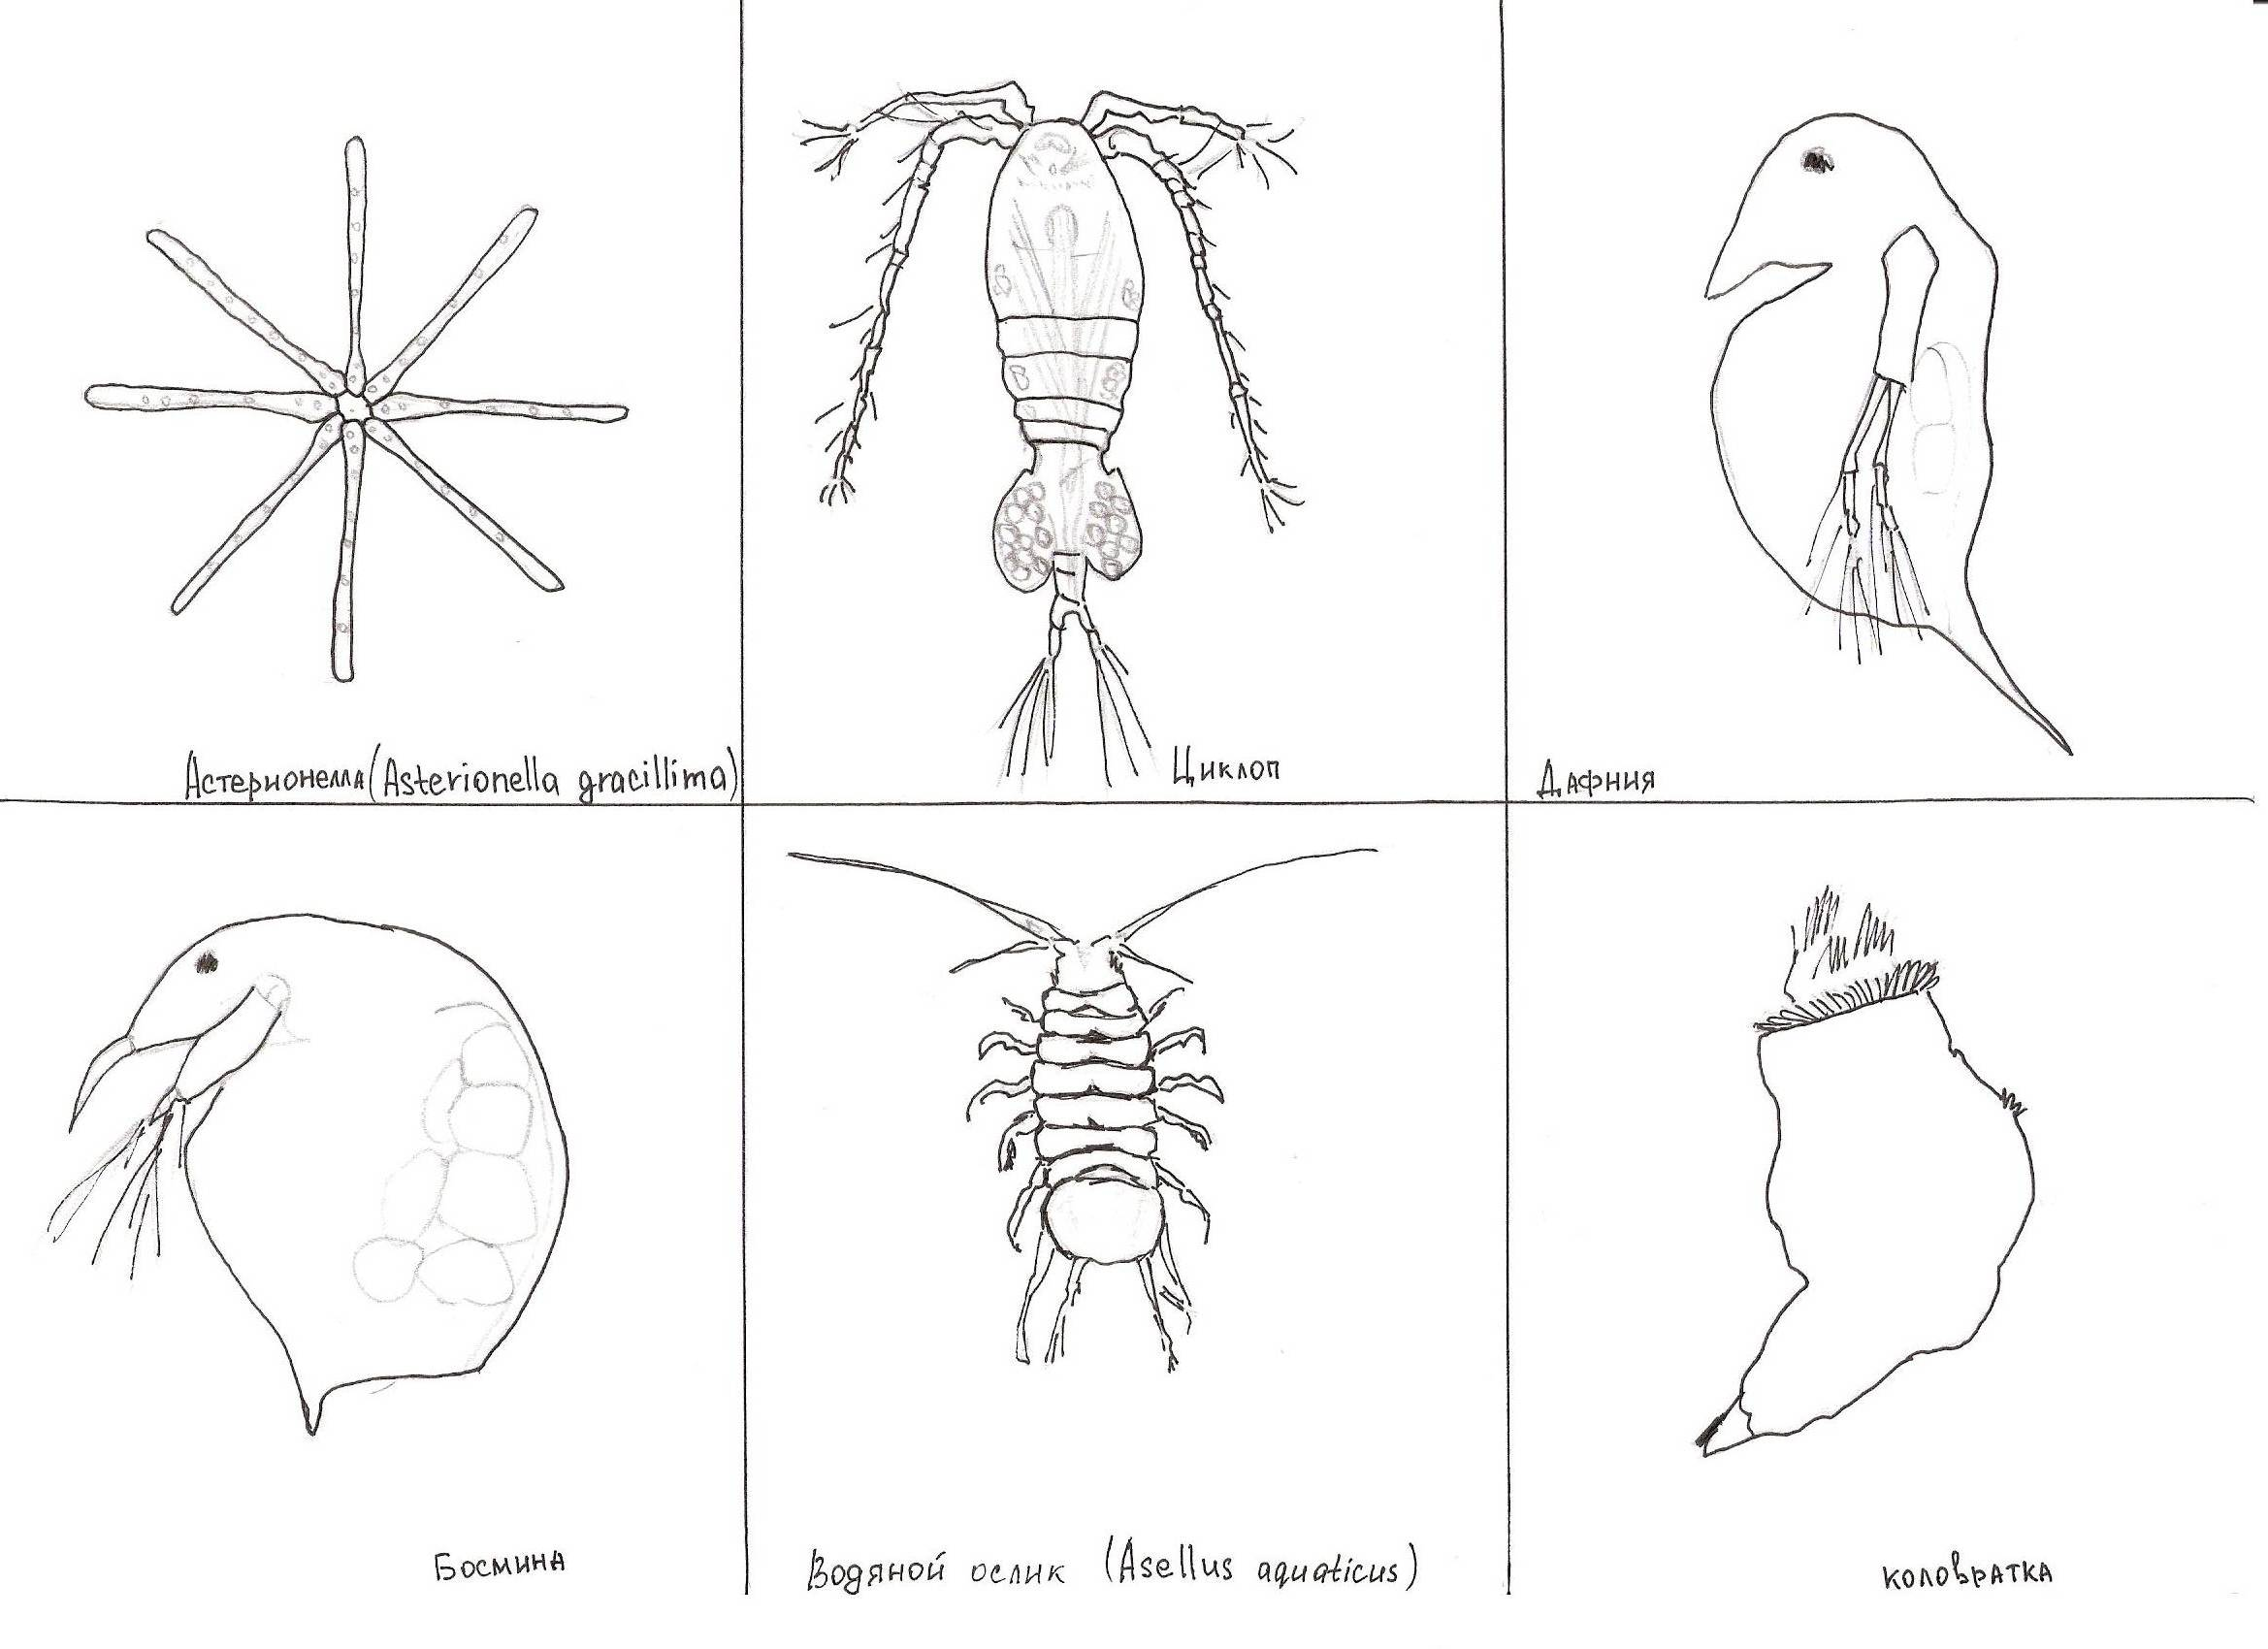 Астерионелла (Asterionella gracillima)
Циклоп
Дафния
Босмина
Водяной ослик (Asellus aquaticus)
коловратка